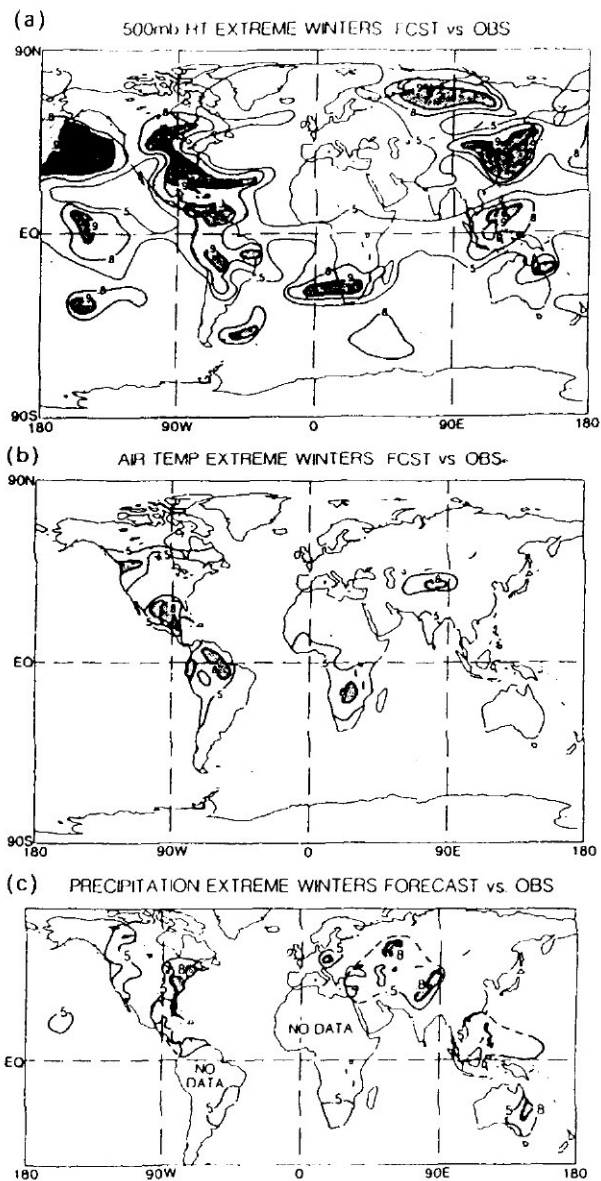 (a) 500mb HT EXTREME WINTERS FCST vs OBS
90N
EQ
90S
180 90W 0 90E 180
(b) AIR TEMP EXTREME WINTERS FCST vs OBS.
90N
EQ
90S
180 90W 0 90E 180
(c) PRECIPITATION EXTREME WINTERS FORECAST vs. OBS
NO DATA
EQ
NO
DATA
180 90W 0 90E 180